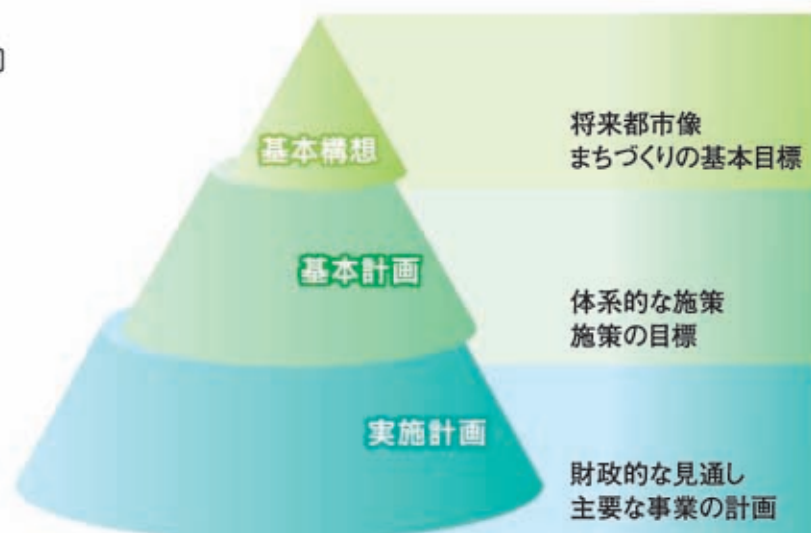 基本構想
将来都市像
まちづくりの基本目標
基本計画
体系的な施策
施策の目標
実施計画
財政的な見通し
主要な事業の計画